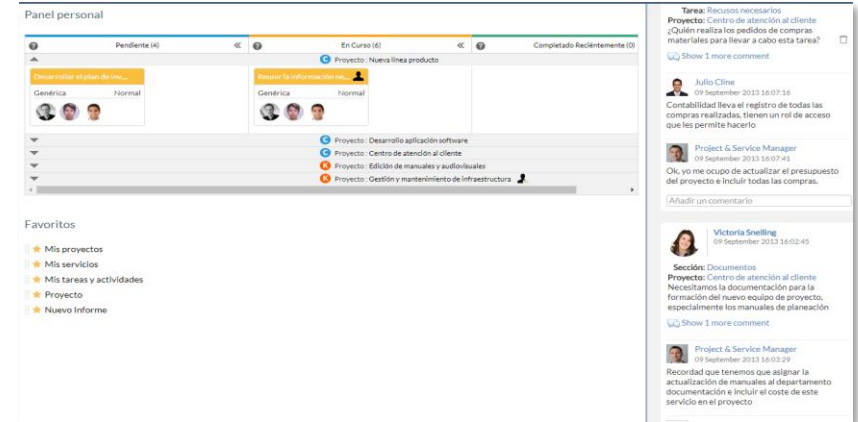 Panel personal
Pendiente (4)
En Curso (6)
Completado Reciéntemente (0)
Proyecto : Nueva línea producto
Desarrollar el plan de inv...
Genérica Normal
Reunir la información ne...
Genérica Normal
Proyecto : Desarrollo aplicación software
Proyecto : Centro de atención al cliente
Proyecto : Edición de manuales y audiovisuales
Proyecto : Gestión y mantenimiento de infraestructura
Favoritos
Mis proyectos
Mis servicios
Mis tareas y actividades
Proyecto
Nuevo Informe
Tarea: Recusos necesarios
Proyecto: Centro de atención al cliente
¿Quién realiza los pedidos de compras
materiales para llevar a cabo esta tarea?
Show 1 more comment
Julio Cline
09 September 2013 16:07:16
Contabilidad lleva el registro de todas las
compras realizadas, tienen un rol de acceso
que les permite hacerlo
Project & Service Manager
09 September 2013 16:07:41
Ok, yo me ocupo de actualizar el presupuesto
del proyecto e incluir todas las compras.
Añadir un comentario
Victoria Snelling
09 September 2013 16:02:45
Sección: Documentos
Proyecto: Centro de atención al cliente
Necesitamos la documentación para la
formación del nuevo equipo de proyecto,
especialmente los manuales de planeación
Show 1 more comment
Project & Service Manager
09 September 2013 16:03:29
Recordad que tenemos que asignar la
actualización de manuales al departamento
documentación e incluir el coste de este
servicio en el proyecto